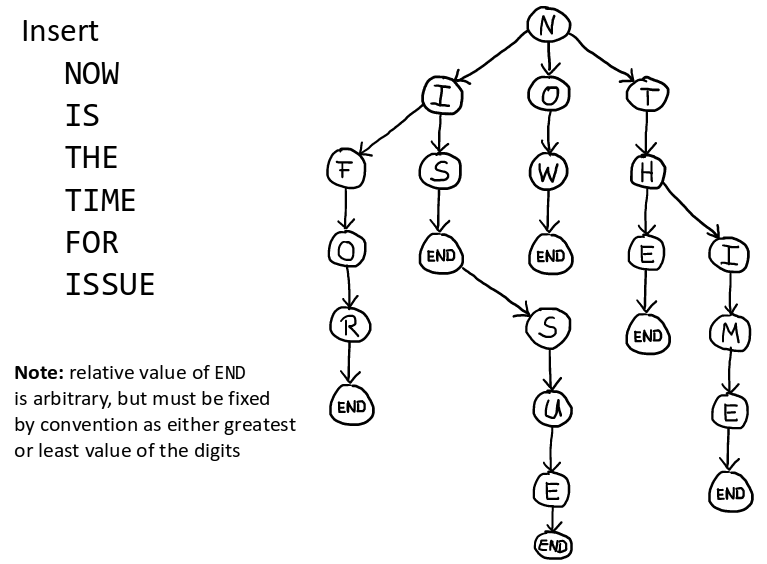 Insert
NOW
IS
THE
TIME
FOR
ISSUE
Note: relative value of END
is arbitrary, but must be fixed
by convention as either greatest
or least value of the digits
N
I O T
F S W H
O END END E I
R S END M
END U E
E END
END